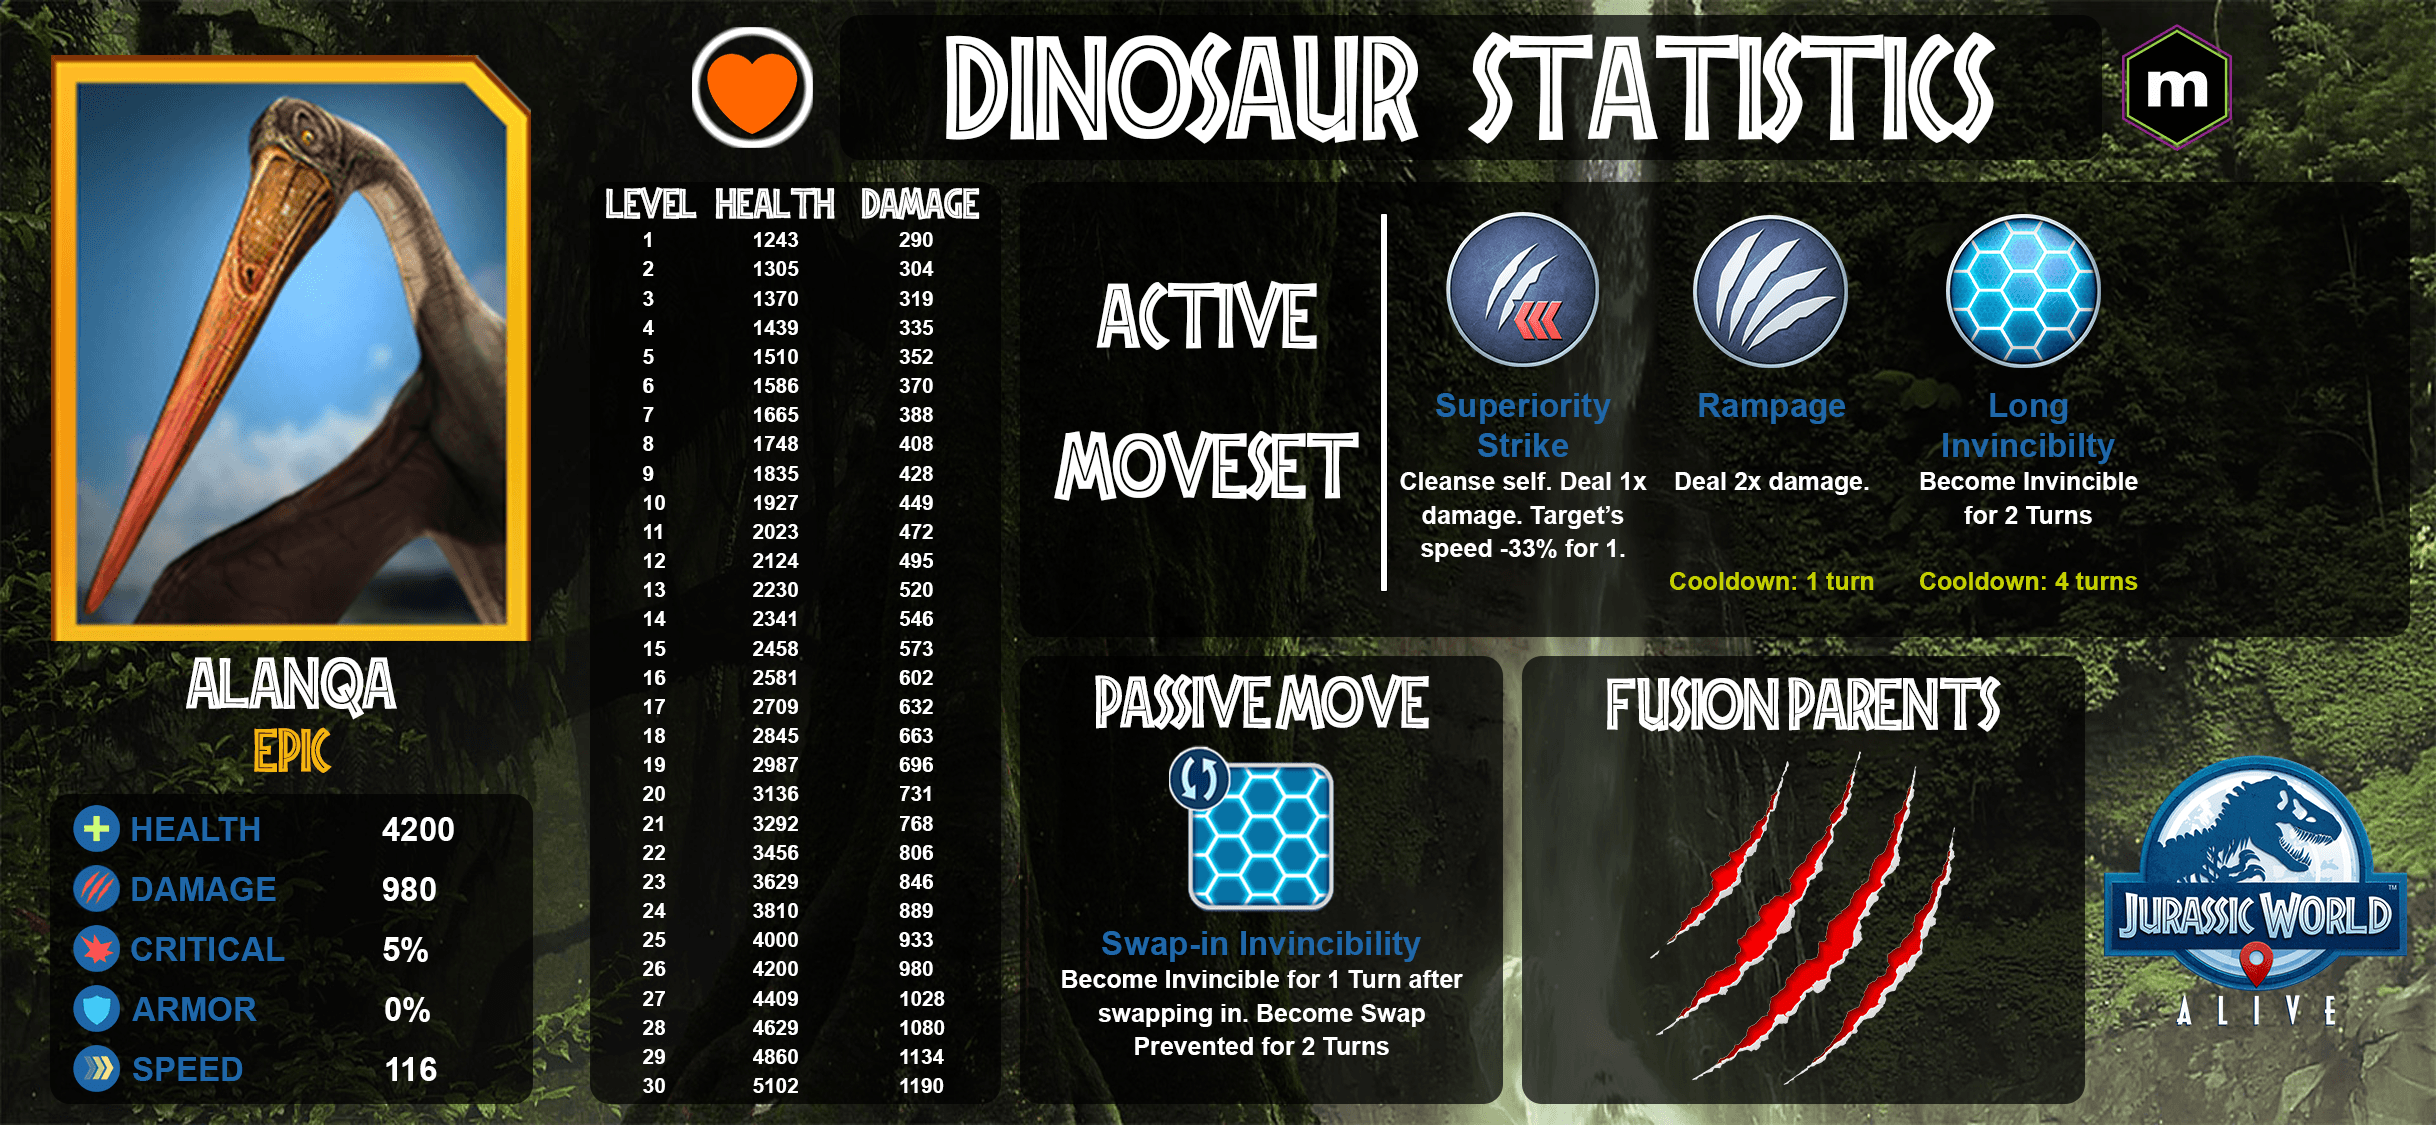 DINOSAUR STATISTICS
m
ALANQA
EPIC
HEALTH 4200
DAMAGE 980
CRITICAL 5%
ARMOR 0%
SPEED 116
LEVEL HEALTH DAMAGE
1 1243 290
2 1305 304
3 1370 319
4 1439 335
5 1510 352
6 1586 370
7 1665 388
8 1748 408
9 1835 428
10 1927 449
11 2023 472
12 2124 495
13 2230 520
14 2341 546
15 2458 573
16 2581 602
17 2709 632
18 2845 663
19 2987 696
20 3136 731
21 3292 768
22 3456 806
23 3629 846
24 3810 889
25 4000 933
26 4200 980
27 4409 1028
28 4629 1080
29 4860 1134
30 5102 1190
ACTIVE
MOVESET
Superiority
Strike
Cleanse self. Deal 1x
damage. Target’s
speed -33% for 1.
Rampage
Deal 2x damage.
Cooldown: 1 turn
Long
Invincibilty
Become Invincible
for 2 Turns
Cooldown: 4 turns
PASSIVE MOVE
Swap-in Invincibility
Become Invincible for 1 Turn after
swapping in. Become Swap
Prevented for 2 Turns
FUSION PARENTS
JURASSIC WORLD
TM
ALIVE